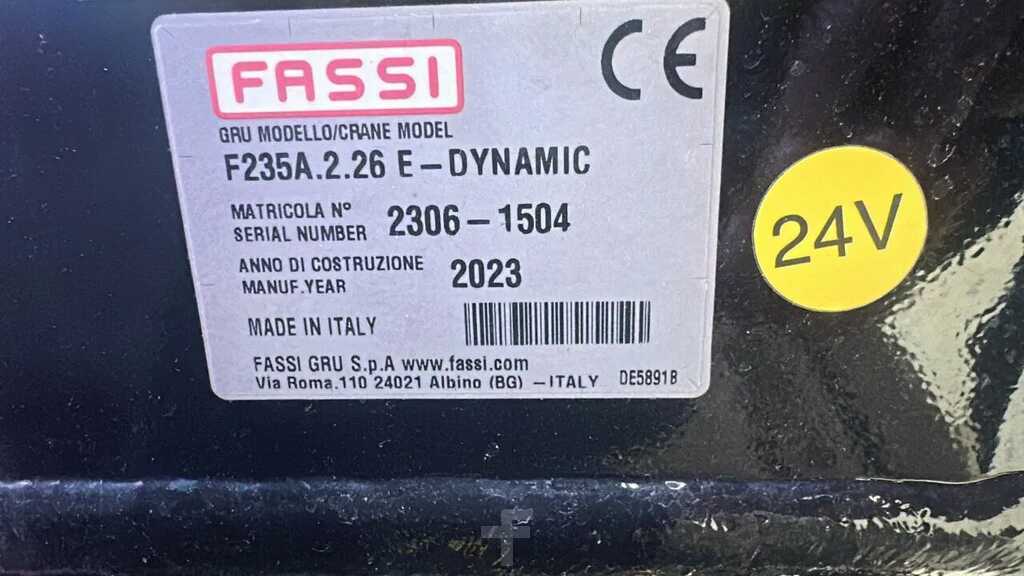 FASSI
CE
GRU MODELLO/CRANE MODEL
F235A.2.26 E-DYNAMIC
MATRICOLA Nº
SERIAL NUMBER 2306-1504
ANNO DI COSTRUZIONE
MANUF.YEAR 2023
MADE IN ITALY
FASSI GRU S.p.A www.fassi.com
Via Roma.110 24021 Albino (BG) -ITALY DE5891B
24V